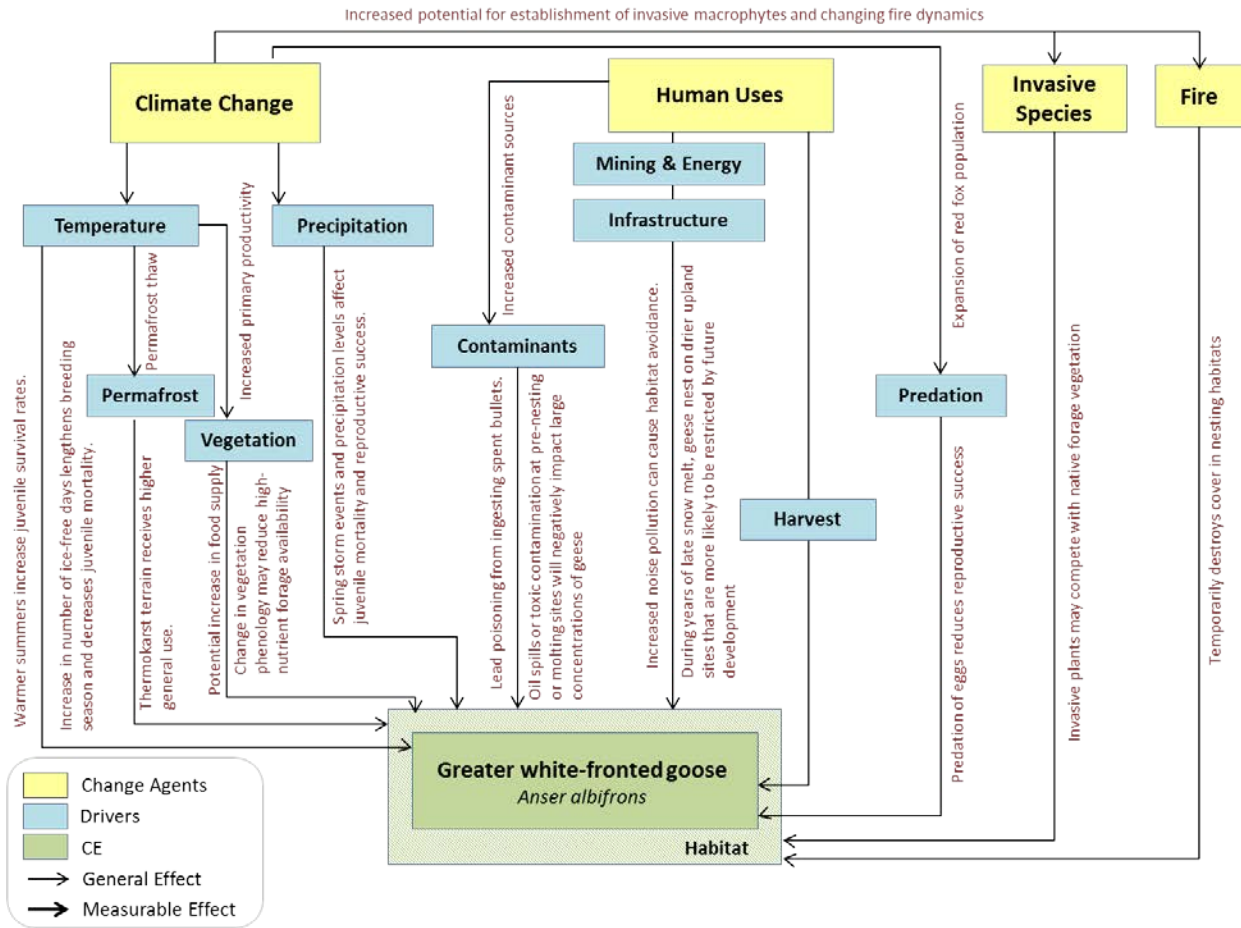 Increased potential for establishment of invasive macrophytes and changing fire dynamics
Climate Change
Human Uses
Invasive
Species
Fire
Mining & Energy
Infrastructure
Temperature
Precipitation
Increased contaminant sources
Expansion of red fox population
Permafrost thaw
Increased primary productivity
Contaminants
Permafrost
Vegetation
Predation
Harvest
Warmer summers increase juvenile survival rates.
Increase in number of ice-free days lengthens breeding
season and decreases juvenile mortality.
Thermokarst terrain receives higher
general use.
Potential increase in food supply
Change in vegetation
phenology may reduce high-
nutrient forage availability
Spring storm events and precipitation levels affect
juvenile mortality and reproductive success.
Lead poisoning from ingesting spent bullets.
Oil spills or toxic contamination at pre-nesting
or molting sites will negatively impact large
concentrations of geese
Increased noise pollution can cause habitat avoidance.
During years of late snow melt, geese nest on drier upland
sites that are more likely to be restricted by future
development
Predation of eggs reduces reproductive success
Invasive plants may compete with native forage vegetation
Temporarily destroys cover in nesting habitats
Greater white-fronted goose
Anser albifrons
Habitat
Change Agents
Drivers
CE
General Effect
Measurable Effect